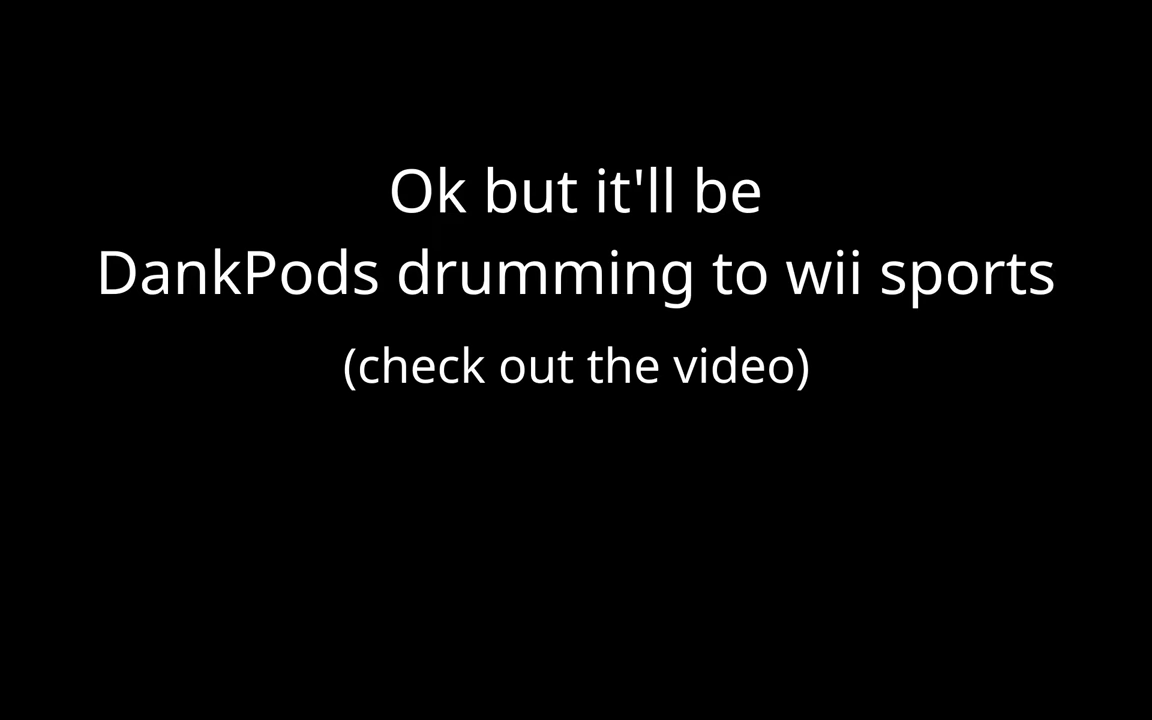 Ok but it'll be
DankPods drumming to wii sports
(check out the video)